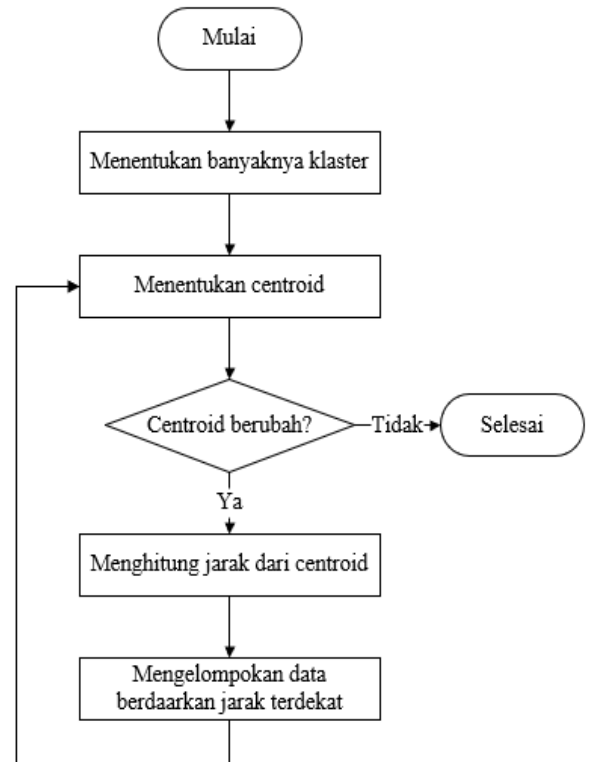 Mulai
Menentukan banyaknya klaster
Menentukan centroid
Centroid berubah?
Tidak
Selesai
Ya
Menghitung jarak dari centroid
Mengelompokan data
berdaarkan jarak terdekat